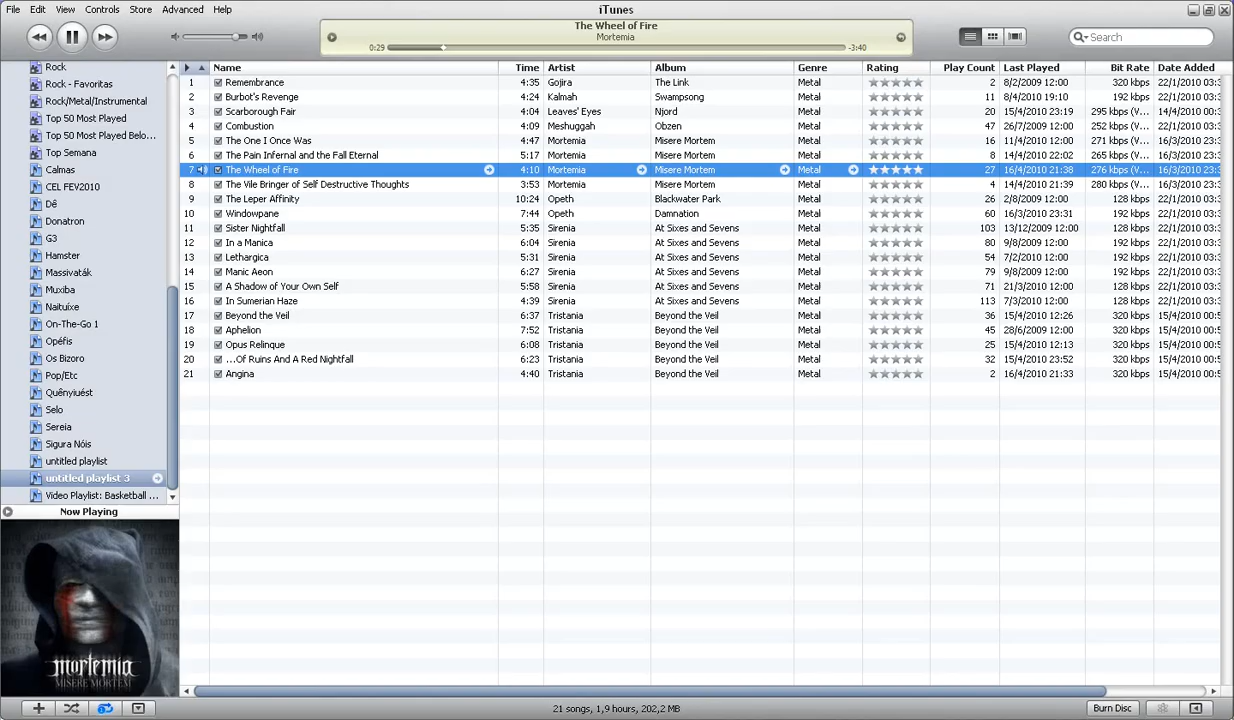 File Edit View Controls Store Advanced Help
iTunes
The Wheel of Fire
Mortemia
0:29 -3:40
Search
Rock
Rock - Favoritas
Rock/Metal/Instrumental
Top 50 Most Played
Top 50 Most Played Belo...
Top Semana
Calmas
CEL FEV2010
Dê
Donatron
G3
Hamster
Massivaták
Muxiba
Naituíxe
On-The-Go 1
Opéfis
Os Bizoro
Pop/Etc
Quênyiuést
Selo
Sereia
Sigura Nóis
untitled playlist
untitled playlist 3
Video Playlist: Basketball ...
Now Playing
mortemia
MISERE MORTEM
Name Time Artist Album Genre Rating Play Count Last Played Bit Rate Date Added
1 Remembrance 4:35 Gojira The Link Metal 2 8/2/2009 12:00 320 kbps 22/1/2010 03:3
2 Burbot's Revenge 4:24 Kalmah Swampsong Metal 11 8/4/2010 19:10 192 kbps 22/1/2010 03:3
3 Scarborough Fair 4:04 Leaves' Eyes Njord Metal 20 15/4/2010 23:19 295 kbps (V... 14/4/2010 22:0
4 Combustion 4:09 Meshuggah Obzen Metal 47 26/7/2009 12:00 252 kbps (V... 22/1/2010 03:3
5 The One I Once Was 4:47 Mortemia Misere Mortem Metal 16 11/4/2010 12:00 271 kbps (V... 16/3/2010 23:3
6 The Pain Infernal and the Fall Eternal 5:17 Mortemia Misere Mortem Metal 8 14/4/2010 22:02 265 kbps (V... 16/3/2010 23:3
7 The Wheel of Fire 4:10 Mortemia Misere Mortem Metal 27 16/4/2010 21:38 276 kbps (V... 16/3/2010 23:3
8 The Vile Bringer of Self Destructive Thoughts 3:53 Mortemia Misere Mortem Metal 4 14/4/2010 21:39 280 kbps (V... 16/3/2010 23:3
9 The Leper Affinity 10:24 Opeth Blackwater Park Metal 26 2/8/2009 12:00 128 kbps 22/1/2010 03:3
10 Windowpane 7:44 Opeth Damnation Metal 60 16/3/2010 23:31 128 kbps 22/1/2010 03:3
11 Sister Nightfall 5:35 Sirenia At Sixes and Sevens Metal 103 13/12/2009 12:00 128 kbps 22/1/2010 03:3
12 In a Manica 6:04 Sirenia At Sixes and Sevens Metal 80 9/8/2009 12:00 128 kbps 22/1/2010 03:3
13 Lethargica 5:31 Sirenia At Sixes and Sevens Metal 54 7/2/2010 12:00 128 kbps 22/1/2010 03:3
14 Manic Aeon 6:27 Sirenia At Sixes and Sevens Metal 79 9/8/2009 12:00 128 kbps 22/1/2010 03:3
15 A Shadow of Your Own Self 5:58 Sirenia At Sixes and Sevens Metal 71 21/3/2010 12:00 128 kbps 22/1/2010 03:3
16 In Sumerian Haze 4:39 Sirenia At Sixes and Sevens Metal 113 7/3/2010 12:00 128 kbps 22/1/2010 03:3
17 Beyond the Veil 6:37 Tristania Beyond the Veil Metal 36 15/4/2010 12:26 320 kbps 15/4/2010 00:5
18 Aphelion 7:52 Tristania Beyond the Veil Metal 45 28/6/2009 12:00 320 kbps 15/4/2010 00:5
19 Opus Relinque 6:08 Tristania Beyond the Veil Metal 25 15/4/2010 12:13 320 kbps 15/4/2010 00:5
20 ...Of Ruins And A Red Nightfall 6:23 Tristania Beyond the Veil Metal 32 15/4/2010 23:52 320 kbps 15/4/2010 00:5
21 Angina 4:40 Tristania Beyond the Veil Metal 2 16/4/2010 21:33 320 kbps 15/4/2010 00:5
21 songs, 1,9 hours, 202,2 MB
Burn Disc